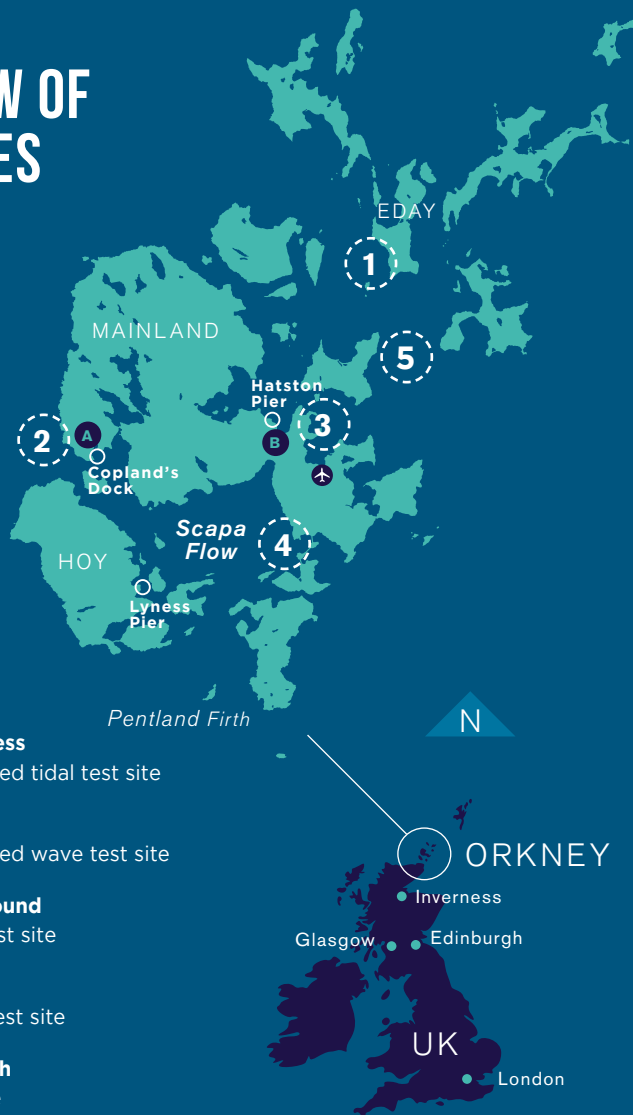 W OF
ES
EDAY
1
MAINLAND
5
Hatston
Pier
3
2
A
B
Copland's
Dock
Scapa
Flow
4
HOY
Lyness
Pier
Pentland Firth
N
ess
ed tidal test site
ed wave test site
ound
st site
est site
h
ORKNEY
Inverness
Glasgow
Edinburgh
UK
London